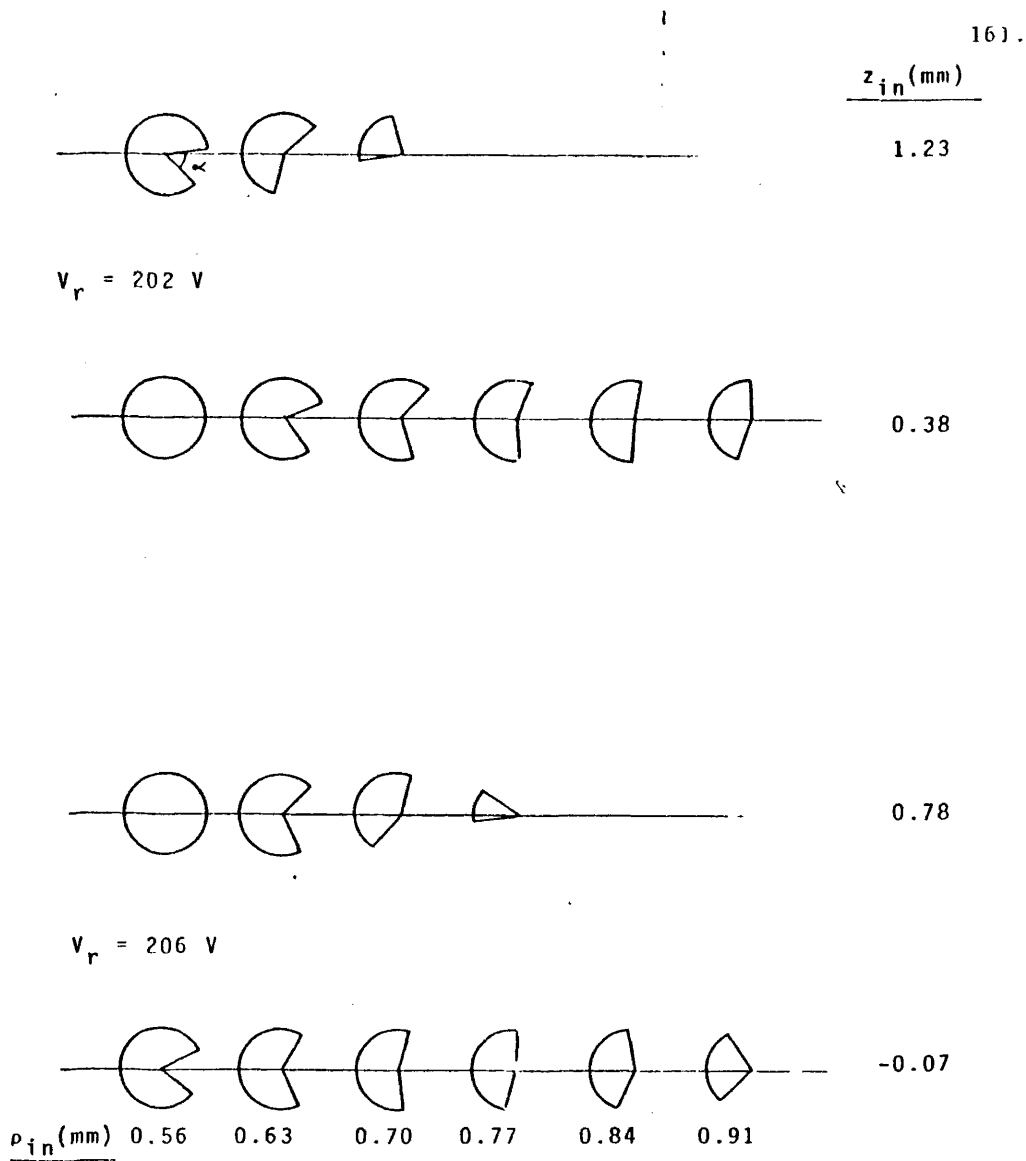 161.
z_in(mm)
1.23
α
V_r = 202 V
0.38
0.78
V_r = 206 V
-0.07
ρ_in(mm) 0.56 0.63 0.70 0.77 0.84 0.91